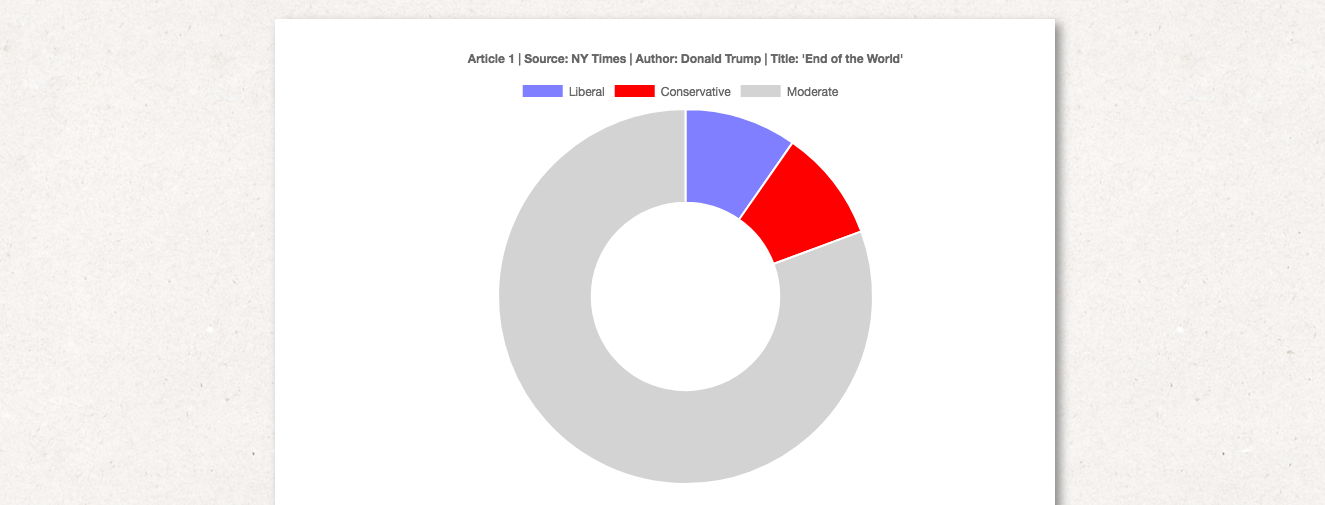 Article 1 | Source: NY Times | Author: Donald Trump | Title: 'End of the World'
Liberal Conservative Moderate